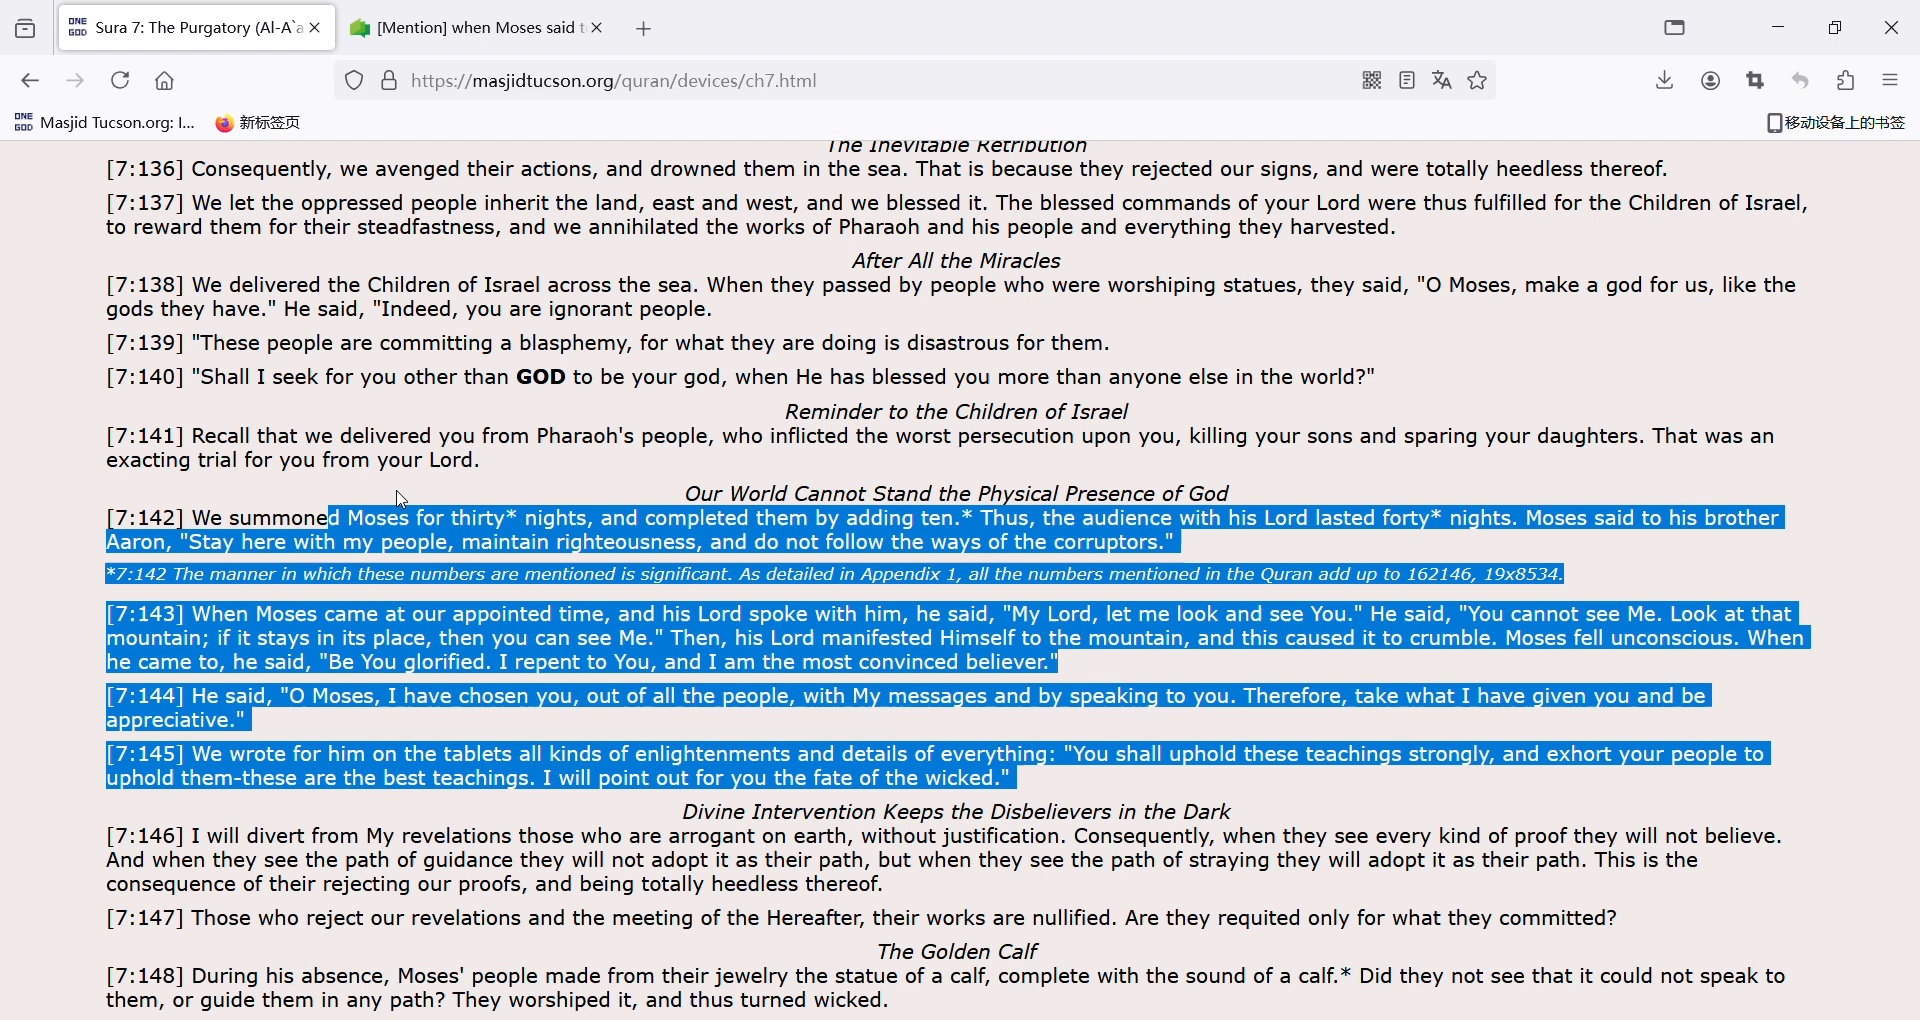 ONE GOD Sura 7: The Purgatory (Al-A`a
[Mention] when Moses said t
https://masjidtucson.org/quran/devices/ch7.html
ONE GOD Masjid Tucson.org: I...
新标签页
移动设备上的书签
The Inevitable Retribution
[7:136] Consequently, we avenged their actions, and drowned them in the sea. That is because they rejected our signs, and were totally heedless thereof.
[7:137] We let the oppressed people inherit the land, east and west, and we blessed it. The blessed commands of your Lord were thus fulfilled for the Children of Israel,
to reward them for their steadfastness, and we annihilated the works of Pharaoh and his people and everything they harvested.
After All the Miracles
[7:138] We delivered the Children of Israel across the sea. When they passed by people who were worshiping statues, they said, "O Moses, make a god for us, like the
gods they have." He said, "Indeed, you are ignorant people.
[7:139] "These people are committing a blasphemy, for what they are doing is disastrous for them.
[7:140] "Shall I seek for you other than GOD to be your god, when He has blessed you more than anyone else in the world?"
Reminder to the Children of Israel
[7:141] Recall that we delivered you from Pharaoh's people, who inflicted the worst persecution upon you, killing your sons and sparing your daughters. That was an
exacting trial for you from your Lord.
Our World Cannot Stand the Physical Presence of God
[7:142] We summoned Moses for thirty* nights, and completed them by adding ten.* Thus, the audience with his Lord lasted forty* nights. Moses said to his brother
Aaron, "Stay here with my people, maintain righteousness, and do not follow the ways of the corruptors."
*7:142 The manner in which these numbers are mentioned is significant. As detailed in Appendix 1, all the numbers mentioned in the Quran add up to 162146, 19x8534.
[7:143] When Moses came at our appointed time, and his Lord spoke with him, he said, "My Lord, let me look and see You." He said, "You cannot see Me. Look at that
mountain; if it stays in its place, then you can see Me." Then, his Lord manifested Himself to the mountain, and this caused it to crumble. Moses fell unconscious. When
he came to, he said, "Be You glorified. I repent to You, and I am the most convinced believer."
[7:144] He said, "O Moses, I have chosen you, out of all the people, with My messages and by speaking to you. Therefore, take what I have given you and be
appreciative."
[7:145] We wrote for him on the tablets all kinds of enlightenments and details of everything: "You shall uphold these teachings strongly, and exhort your people to
uphold them-these are the best teachings. I will point out for you the fate of the wicked."
Divine Intervention Keeps the Disbelievers in the Dark
[7:146] I will divert from My revelations those who are arrogant on earth, without justification. Consequently, when they see every kind of proof they will not believe.
And when they see the path of guidance they will not adopt it as their path, but when they see the path of straying they will adopt it as their path. This is the
consequence of their rejecting our proofs, and being totally heedless thereof.
[7:147] Those who reject our revelations and the meeting of the Hereafter, their works are nullified. Are they requited only for what they committed?
The Golden Calf
[7:148] During his absence, Moses' people made from their jewelry the statue of a calf, complete with the sound of a calf.* Did they not see that it could not speak to
them, or guide them in any path? They worshiped it, and thus turned wicked.